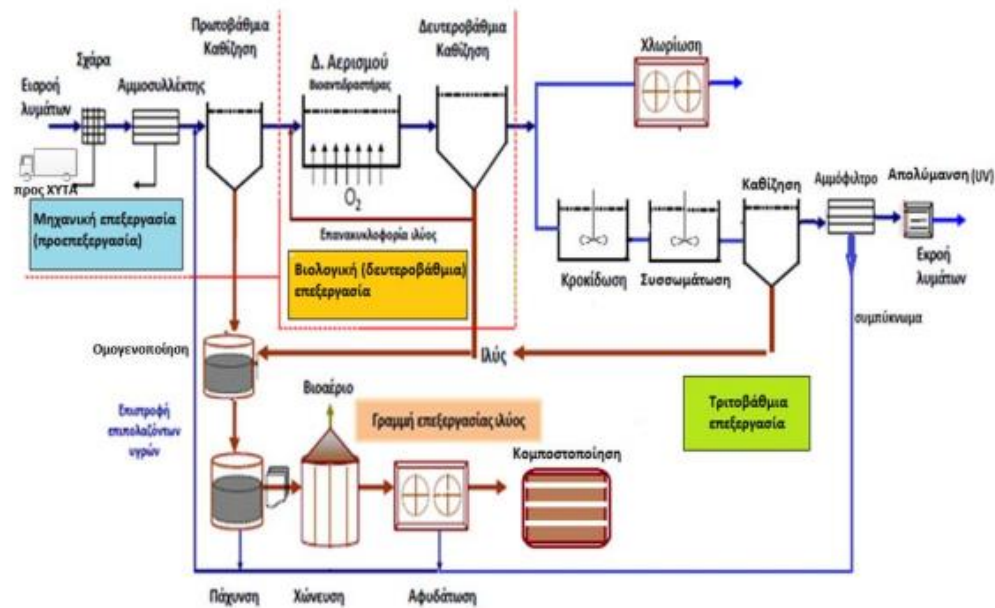 Πρωτοβάθμια
Καθίζηση
Δευτεροβάθμια
Καθίζηση
Χλωρίωση
Σχάρα
Δ. Αερισμού
Βιοαντιδραστήρας
Εισροή
λυμάτων
Αμμοσυλλέκτης
προς ΧΥΤΑ
O2
Καθίζηση
Αμμόφιλτρο
Απολύμανση (UV)
Μηχανική επεξεργασία
(προεπεξεργασία)
Επανακυκλοφορία ιλύος
Βιολογική (δευτεροβάθμια)
επεξεργασία
Κροκίδωση
Συσσωμάτωση
Εκροή
λυμάτων
συμπύκνωμα
Ομογενοποίηση
Ιλύς
Βιοαέριο
Γραμμή επεξεργασίας ιλύος
Τριτοβάθμια
επεξεργασία
Επιστροφή
επιπολαζόντων
υγρών
Κομποστοποίηση
Πάχυνση
Χώνευση
Αφυδάτωση